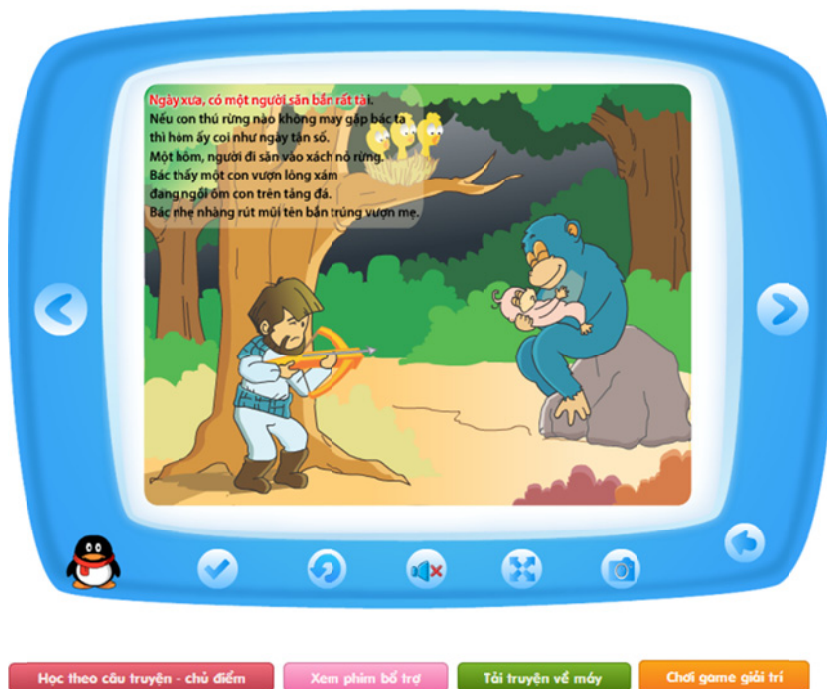 Ngày xưa, có một người săn bắn rất tài.
Nếu con thú rừng nào không may gặp bác ta
thì hôm ấy coi như ngày tận số.
Một hôm, người đi săn vào xách nỏ rừng.
Bác thấy một con vượn lông xám
đang ngồi ôm con trên tảng đá.
Bác nhẹ nhàng rút mũi tên bắn trúng vượn mẹ.
Học theo câu truyện - chủ điểm
Xem phim bổ trợ
Tải truyện về máy
Chơi game giải trí